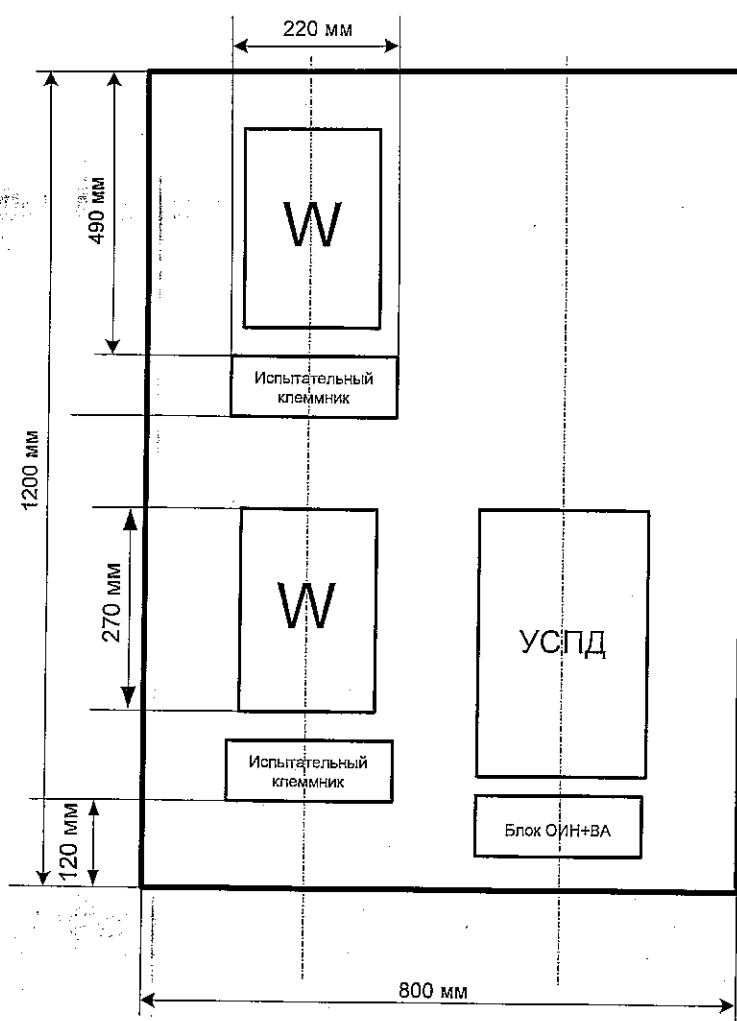 220 мм
W
490 мм
Испытательный
клеммник
1200 мм
W
270 мм
УСПД
Испытательный
клеммник
120 мм
Блок ОИН+ВА
800 мм